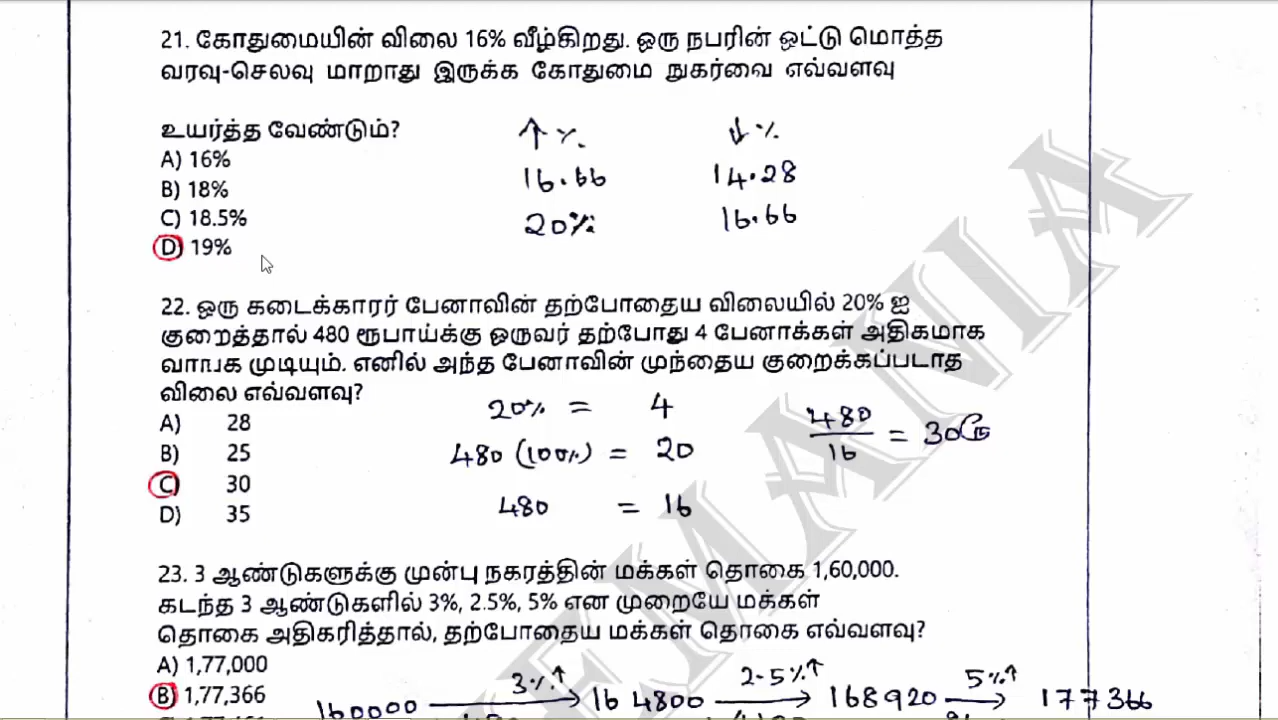 21. கோதுமையின் விலை 16% வீழ்கிறது. ஒரு நபரின் ஒட்டு மொத்த
வரவு-செலவு மாறாது இருக்க கோதுமை நுகர்வை எவ்வளவு
உயர்த்த வேண்டும்? ↑ %. ↓ %.
A) 16% 16.66 14.28
B) 18%
C) 18.5% 20% 16.66
D) 19%
22. ஒரு கடைக்காரர் பேனாவின் தற்போதைய விலையில் 20% ஐ
குறைத்தால் 480 ரூபாய்க்கு ஒருவர் தற்போது 4 பேனாக்கள் அதிகமாக
வாங்க முடியும். எனில் அந்த பேனாவின் முந்தைய குறைக்கப்படாத
விலை எவ்வளவு?
20% = 4
A) 28 480/16 = 30ரூ
B) 25 480 (100%) = 20
C) 30
D) 35 480 = 16
23. 3 ஆண்டுகளுக்கு முன்பு நகரத்தின் மக்கள் தொகை 1,60,000.
கடந்த 3 ஆண்டுகளில் 3%, 2.5%, 5% என முறையே மக்கள்
தொகை அதிகரித்தால், தற்போதைய மக்கள் தொகை எவ்வளவு?
A) 1,77,000
B) 1,77,366 160000 3%↑ → 164800 2.5%↑ → 168920 5%↑ → 177366
EMANIA